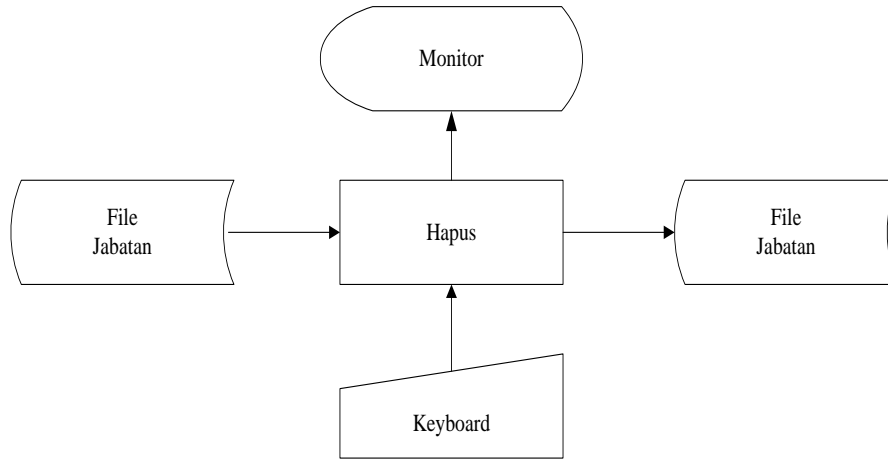 Monitor
File
Jabatan
Hapus
File
Jabatan
Keyboard